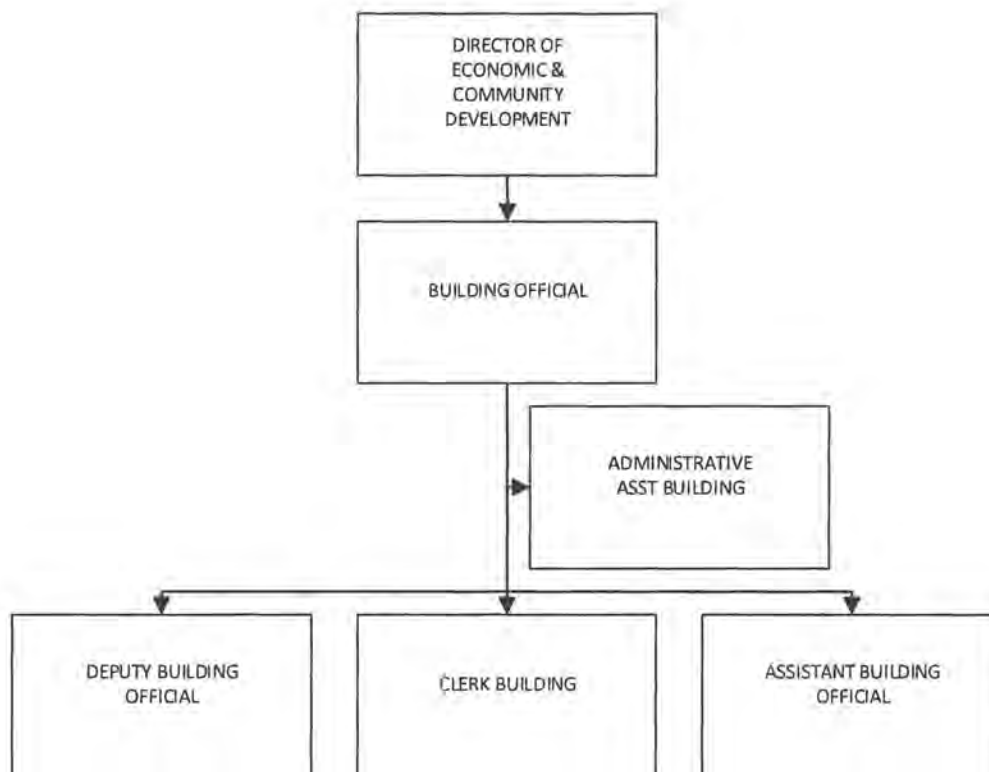 DIRECTOR OF
ECONOMIC &
COMMUNITY
DEVELOPMENT
BUILDING OFFICIAL
ADMINISTRATIVE
ASST BUILDING
DEPUTY BUILDING
OFFICIAL
CLERK BUILDING
ASSISTANT BUILDING
OFFICIAL